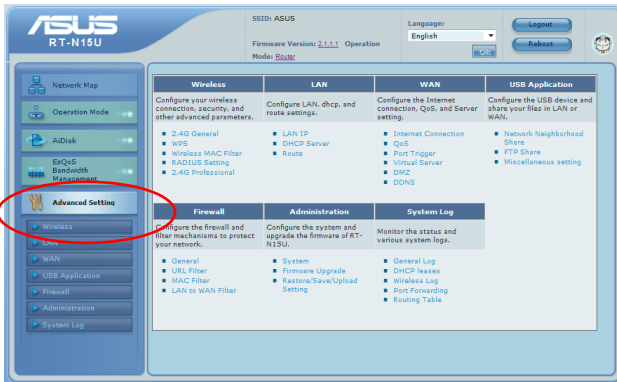 ASUS
RT-N15U
SSID: ASUS
Firmware Version: 2.1.1.1 Operation
Mode: Router
Language:
English
OK
Logout
Reboot
Network Map
Operation Mode
AiDisk
EzQoS
Bandwidth
Management
Advanced Setting
Wireless
LAN
WAN
USB Application
Firewall
Administration
System Log
Wireless
Configure your wireless
connection, security, and
other advanced parameters.
2.4G General
WPS
Wireless MAC Filter
RADIUS Setting
2.4G Professional
LAN
Configure LAN, dhcp, and
route settings.
LAN IP
DHCP Server
Route
WAN
Configure the Internet
connection, QoS, and Server
setting.
Internet Connection
QoS
Port Trigger
Virtual Server
DMZ
DDNS
USB Application
Configure the USB device and
share your files in LAN or
WAN.
Network Neighborhood
Share
FTP Share
Miscellaneous setting
Firewall
Configure the firewall and
filter mechanisms to protect
your network.
General
URL Filter
MAC Filter
LAN to WAN Filter
Administration
Configure the system and
upgrade the firmware of RT-
N15U.
System
Firmware Upgrade
Restore/Save/Upload
Setting
System Log
Monitor the status and
various system logs.
General Log
DHCP leases
Wireless Log
Port Forwarding
Routing Table